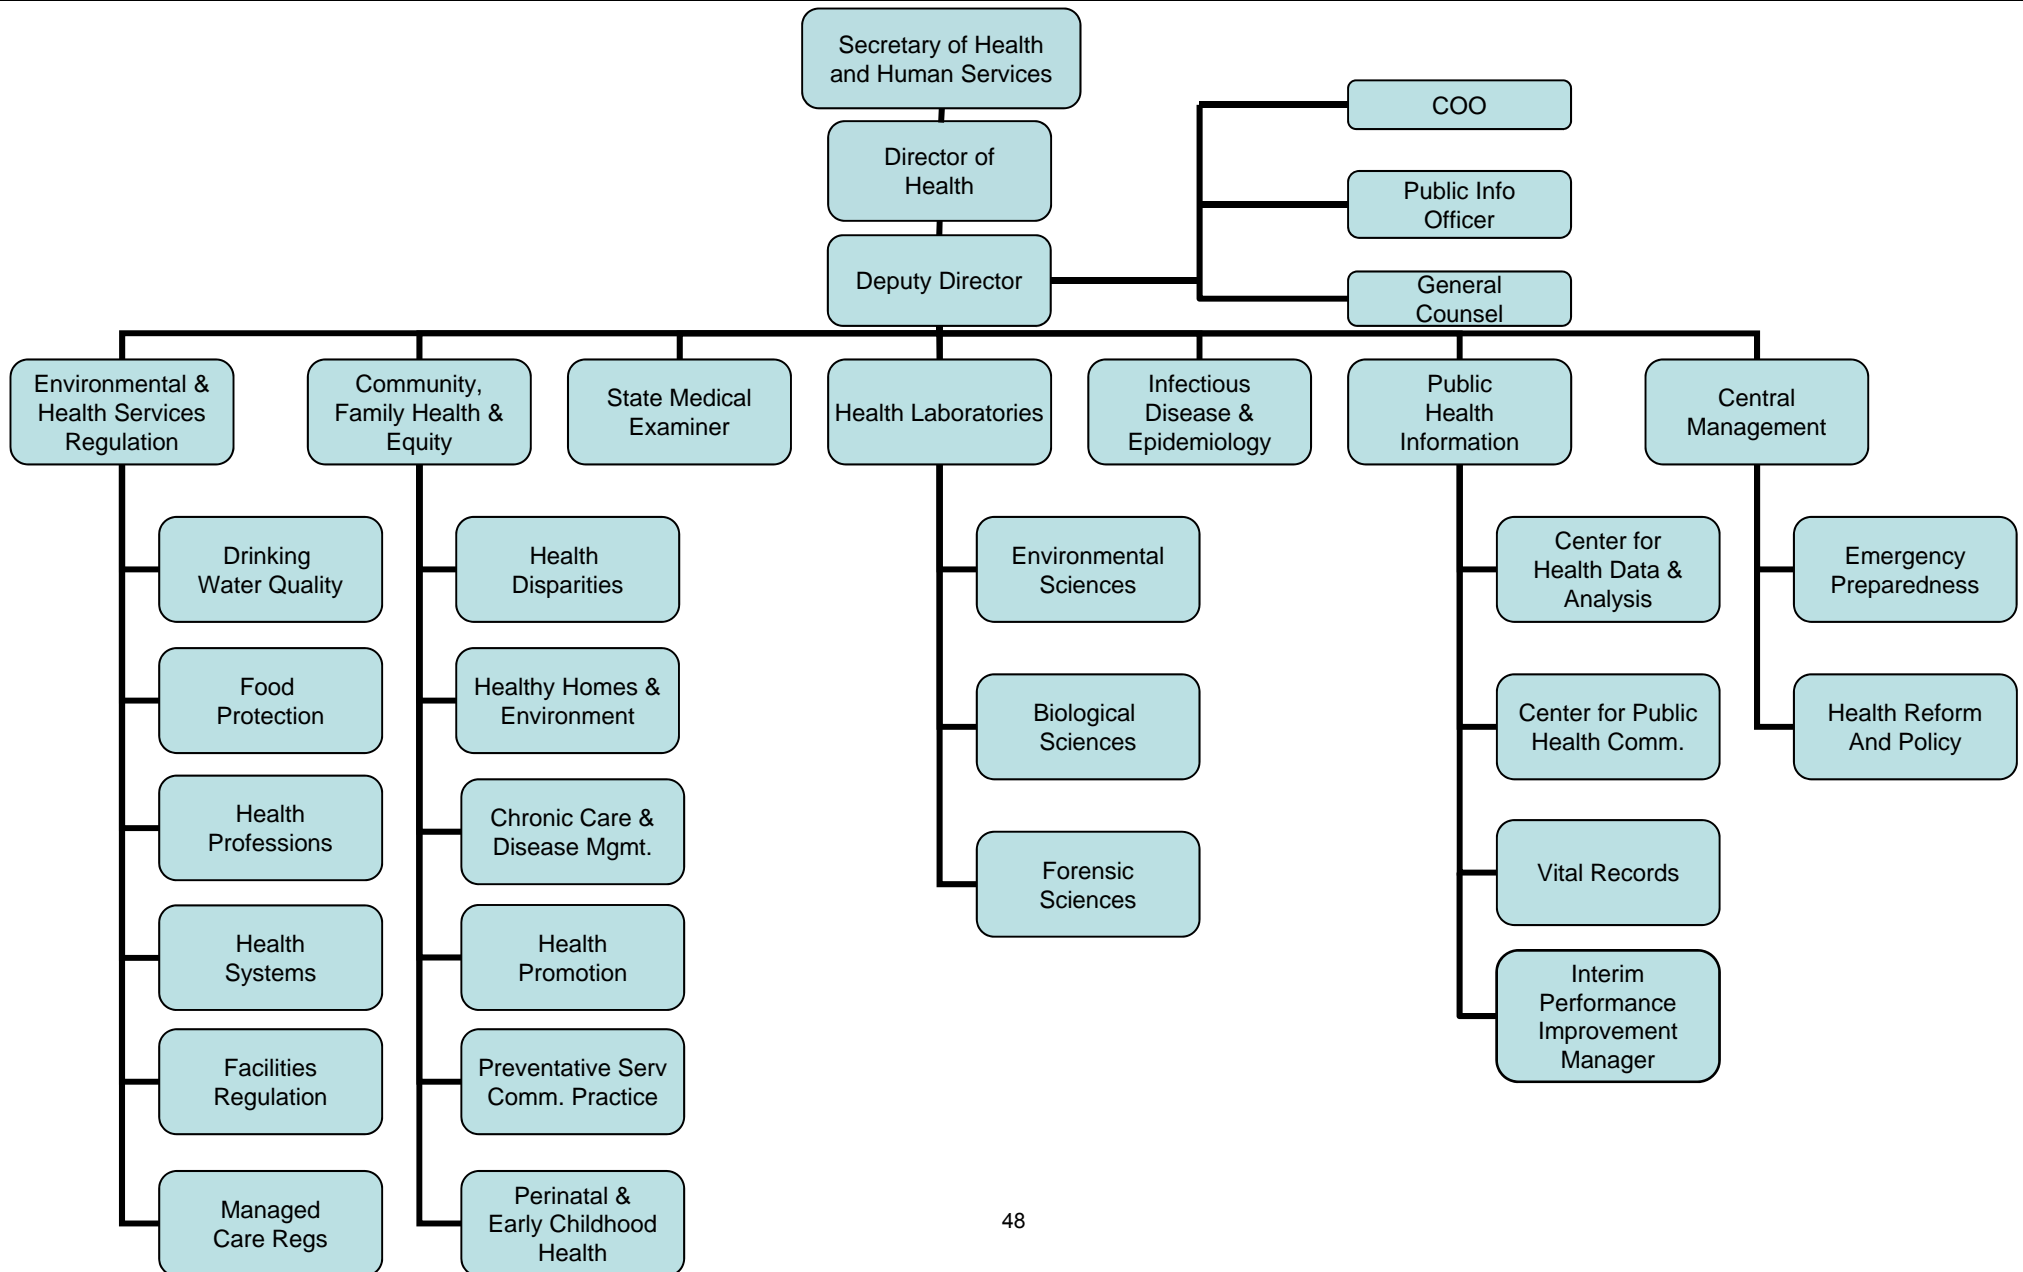 Secretary of Health
and Human Services
COO
Director of
Health
Public Info
Officer
Deputy Director
General
Counsel
Environmental &
Health Services
Regulation
Community,
Family Health &
Equity
State Medical
Examiner
Health Laboratories
Infectious
Disease &
Epidemiology
Public
Health
Information
Central
Management
Drinking
Water Quality
Food
Protection
Health
Professions
Health
Systems
Facilities
Regulation
Managed
Care Regs
Health
Disparities
Healthy Homes &
Environment
Chronic Care &
Disease Mgmt.
Health
Promotion
Preventative Serv
Comm. Practice
Perinatal &
Early Childhood
Health
Environmental
Sciences
Biological
Sciences
Forensic
Sciences
Center for
Health Data &
Analysis
Center for Public
Health Comm.
Vital Records
Interim
Performance
Improvement
Manager
Emergency
Preparedness
Health Reform
And Policy
48